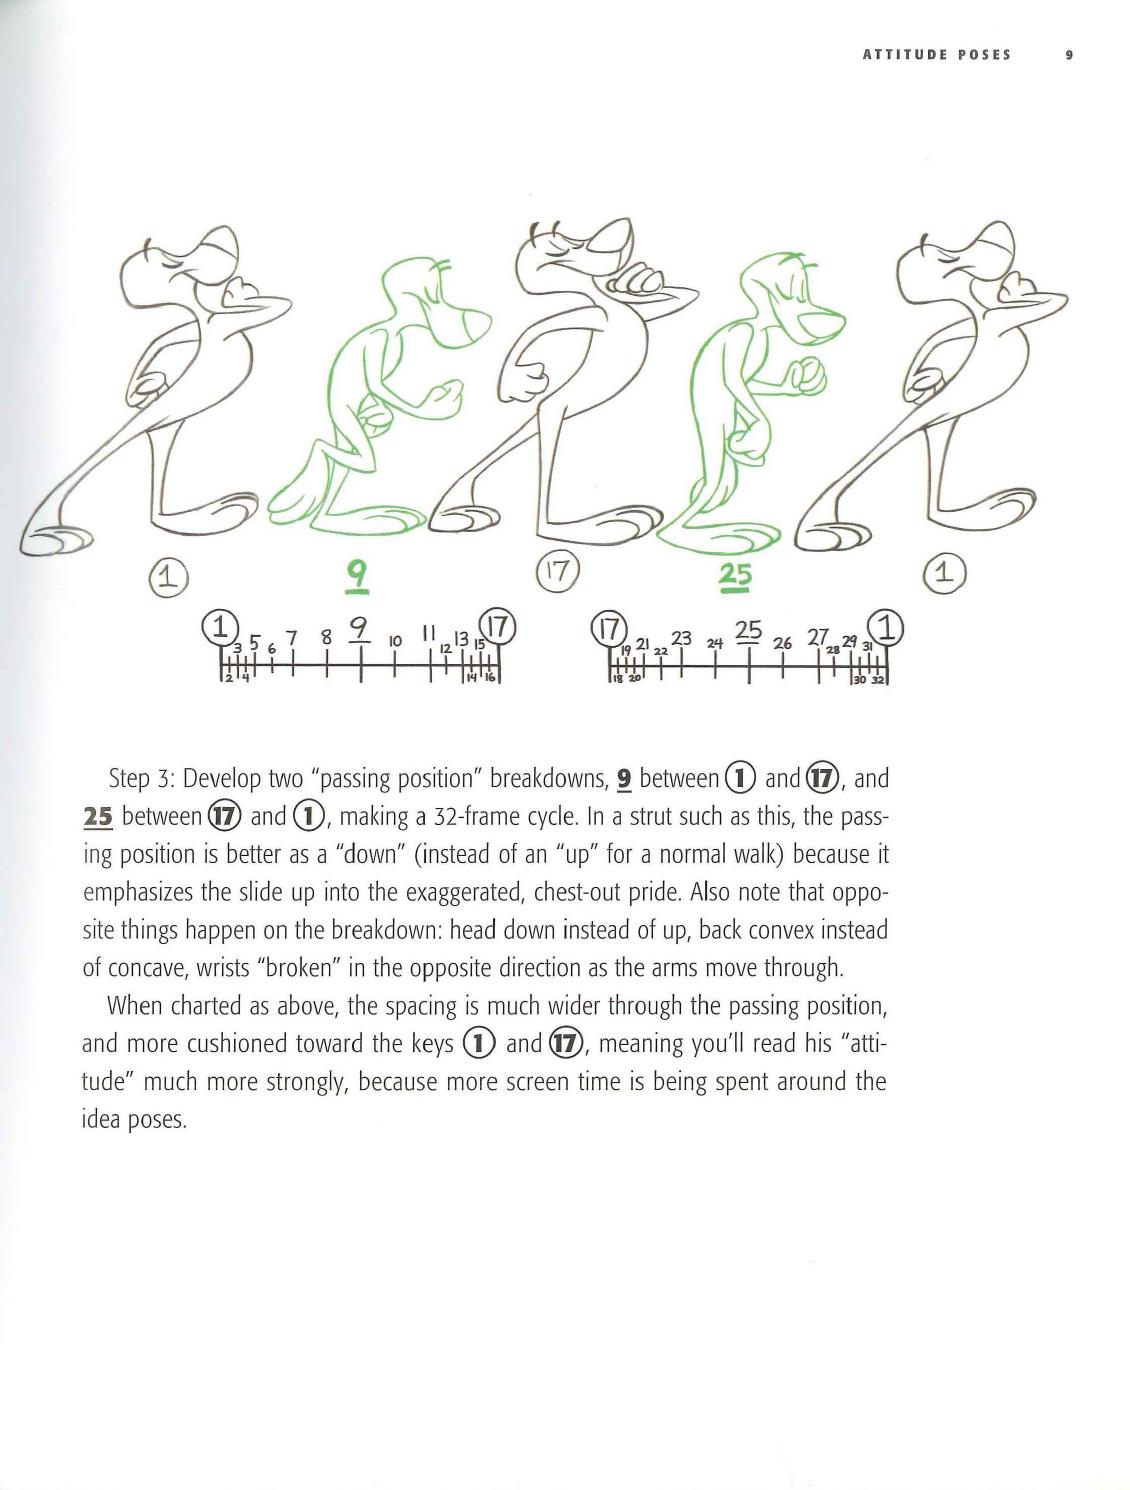 ATTITUDE POSES 9
1 9 17 25 1
1 3 5 6 7 8 9 10 11 12 13 15 17
2 4 14 16
17 19 21 22 23 24 25 26 27 28 29 31 1
18 20 30 32
Step 3: Develop two “passing position” breakdowns, 9 between 1 and 17, and
25 between 17 and 1, making a 32-frame cycle. In a strut such as this, the pass-
ing position is better as a “down” (instead of an “up” for a normal walk) because it
emphasizes the slide up into the exaggerated, chest-out pride. Also note that oppo-
site things happen on the breakdown: head down instead of up, back convex instead
of concave, wrists “broken” in the opposite direction as the arms move through.
When charted as above, the spacing is much wider through the passing position,
and more cushioned toward the keys 1 and 17, meaning you’ll read his “atti-
tude” much more strongly, because more screen time is being spent around the
idea poses.